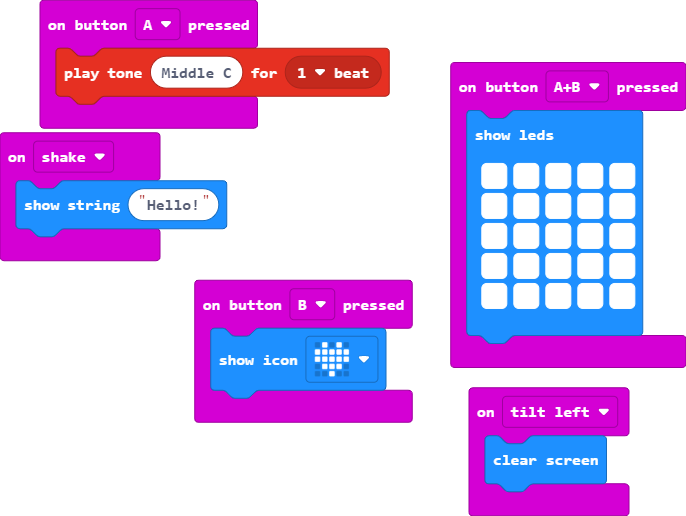 on button A pressed
play tone Middle C for 1 beat
on shake
show string "Hello!"
on button B pressed
show icon
on button A+B pressed
show leds
on tilt left
clear screen